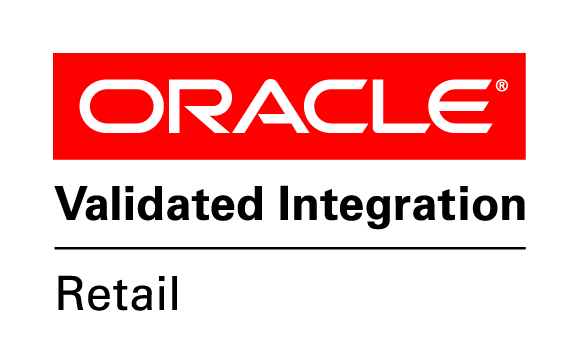 ORACLE®
Validated Integration
Retail